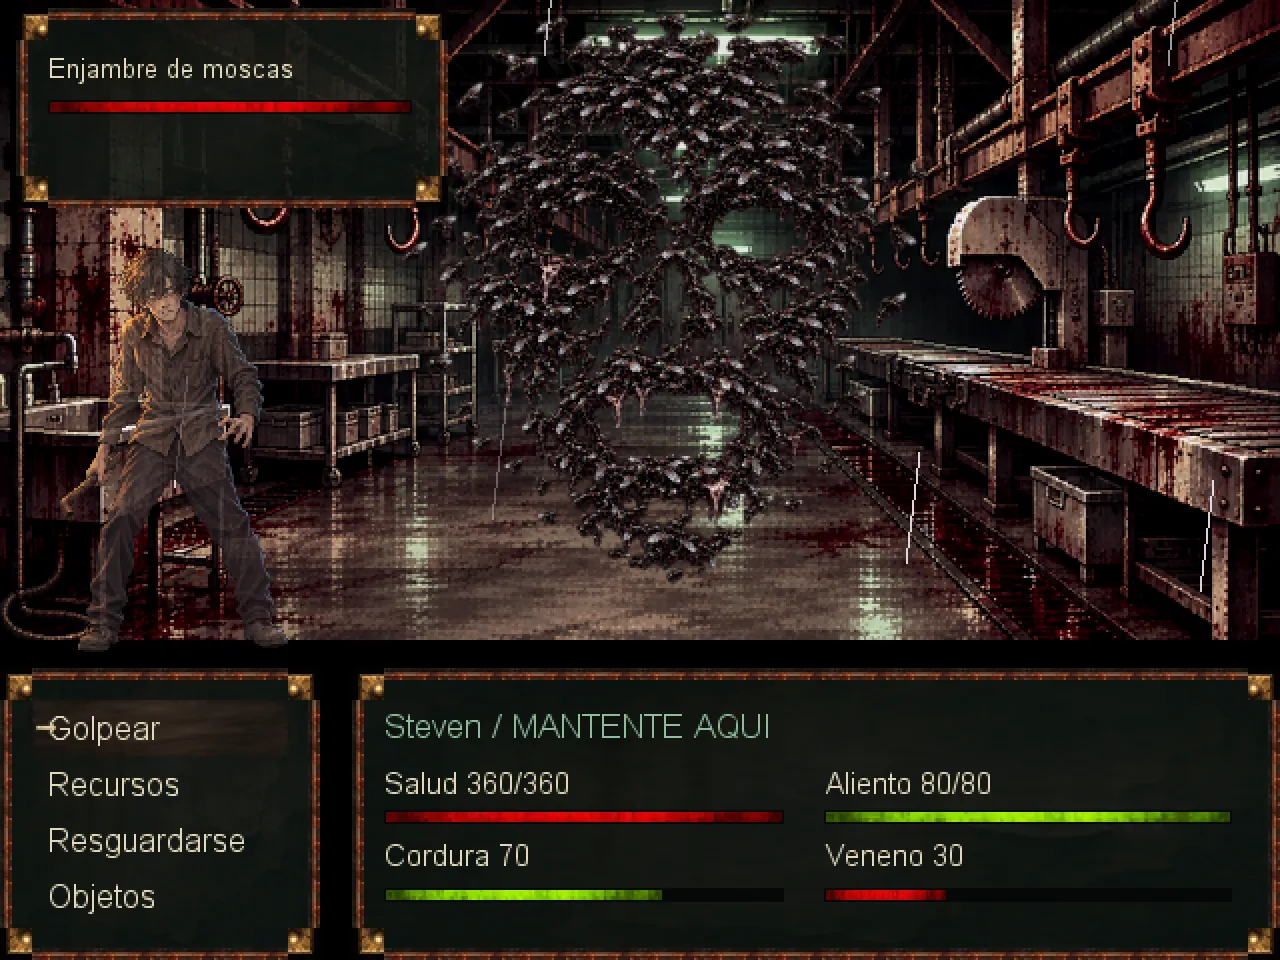 Enjambre de moscas
Golpear
Recursos
Resguardarse
Objetos
Steven / MANTENTE AQUI
Salud 360/360
Aliento 80/80
Cordura 70
Veneno 30